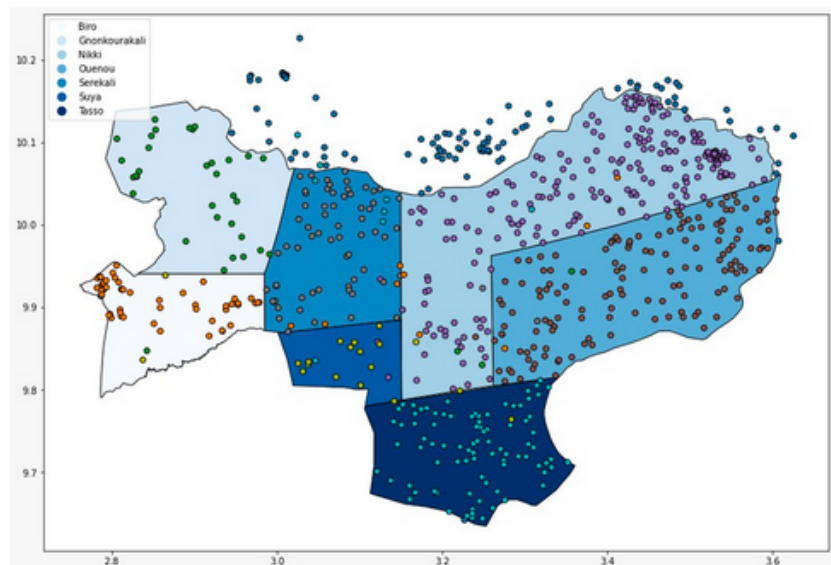 Biro
Gnonkourakali
Nikki
Ouenou
Serekali
Suya
Tasso
10.2
10.1
10.0
9.9
9.8
9.7
2.8
3.0
3.2
3.4
3.6